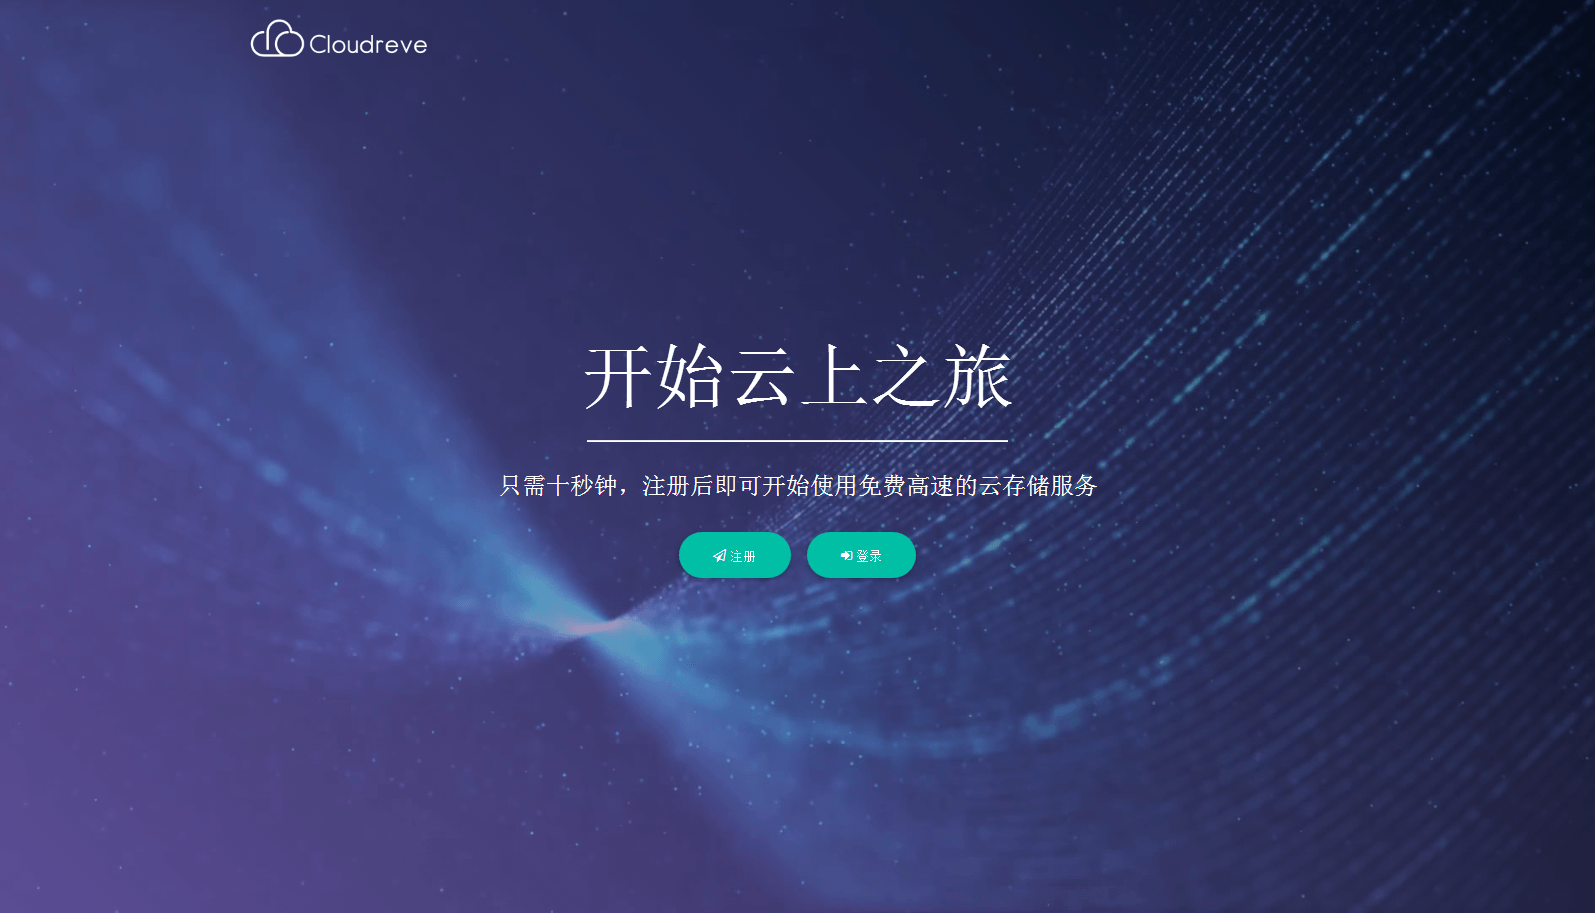 Cloudreve
开始云上之旅
只需十秒钟，注册后即可开始使用免费高速的云存储服务
注册
登录